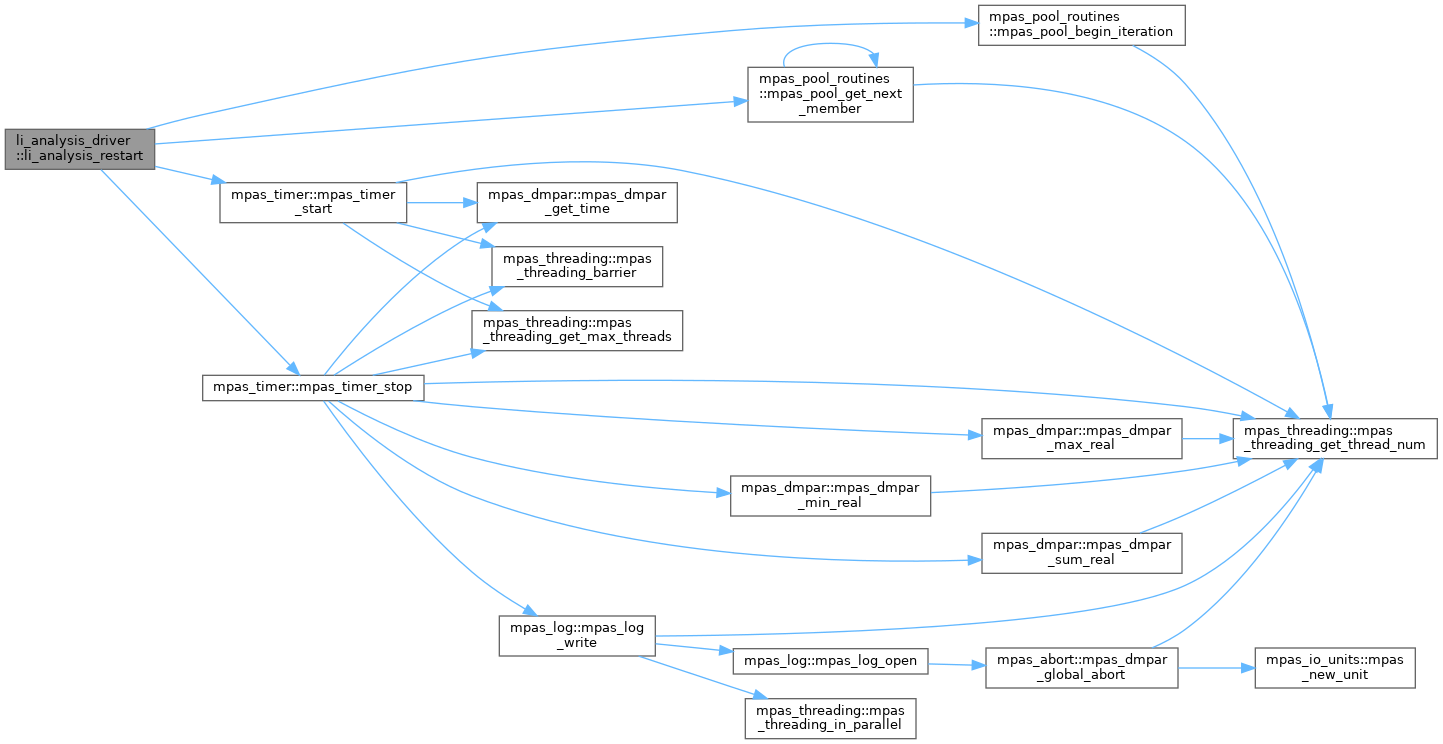 mpas_pool_routines
::mpas_pool_begin_iteration
mpas_pool_routines
::mpas_pool_get_next
_member
li_analysis_driver
::li_analysis_restart
mpas_timer::mpas_timer
_start
mpas_dmpar::mpas_dmpar
_get_time
mpas_threading::mpas
_threading_barrier
mpas_threading::mpas
_threading_get_max_threads
mpas_timer::mpas_timer_stop
mpas_dmpar::mpas_dmpar
_max_real
mpas_threading::mpas
_threading_get_thread_num
mpas_dmpar::mpas_dmpar
_min_real
mpas_dmpar::mpas_dmpar
_sum_real
mpas_log::mpas_log
_write
mpas_log::mpas_log_open
mpas_abort::mpas_dmpar
_global_abort
mpas_io_units::mpas
_new_unit
mpas_threading::mpas
_threading_in_parallel